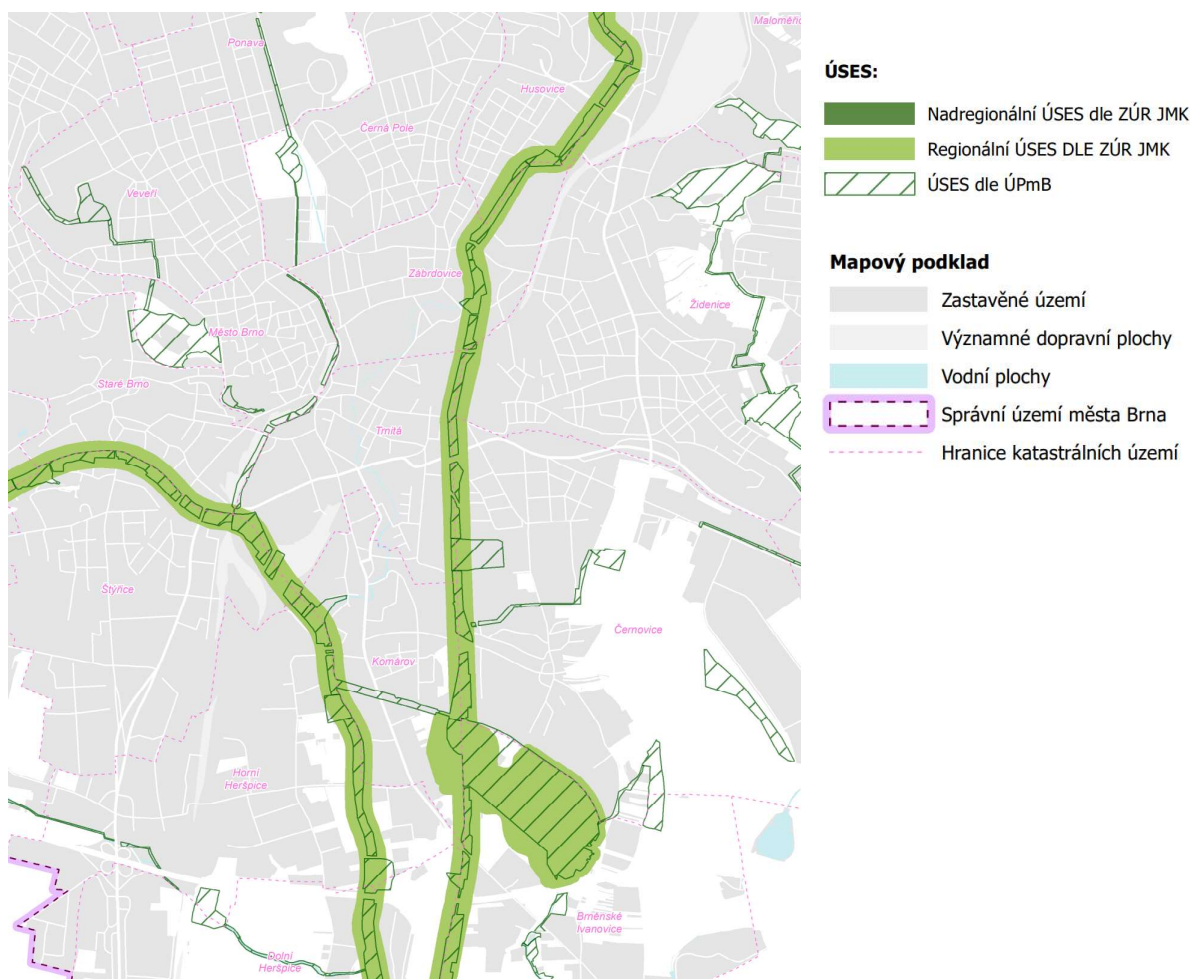 Maloměřice
Ponava
Husovice
Černá Pole
Veveří
Zábrdovice
Židenice
Město Brno
Staré Brno
Trnitá
Štýřice
Černovice
Komárov
Horní
Heršpice
Brněnské
Ivanovice
Dolní
Heršpice
ÚSES:
Nadregionální ÚSES dle ZÚR JMK
Regionální ÚSES DLE ZÚR JMK
ÚSES dle ÚPmB
Mapový podklad
Zastavěné území
Významné dopravní plochy
Vodní plochy
Správní území města Brna
Hranice katastrálních území